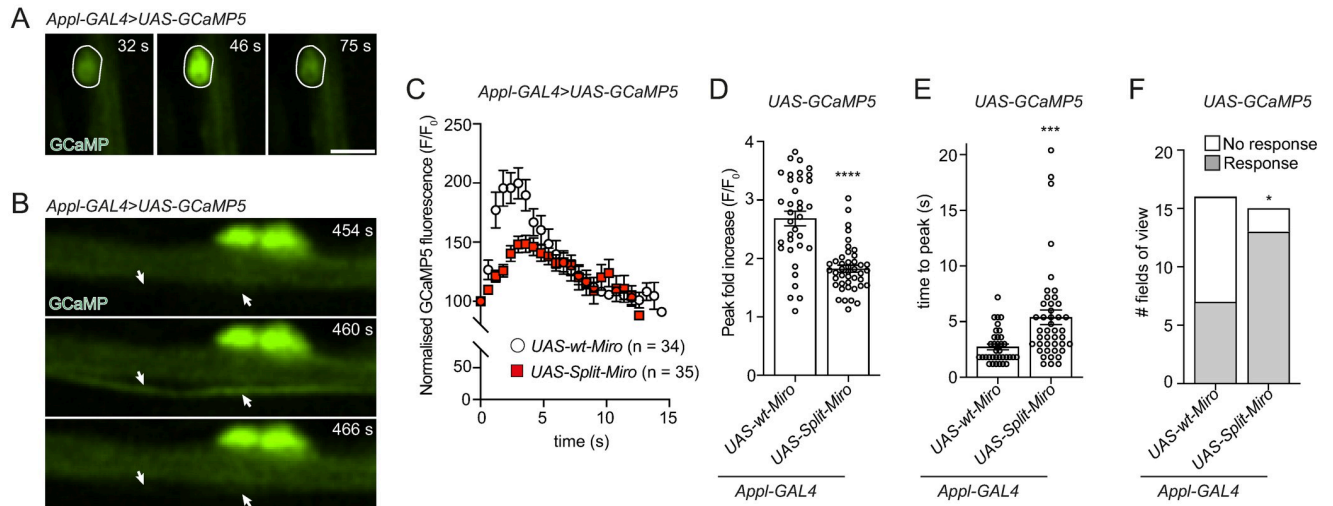 A
Appl-GAL4>UAS-GCaMP5
32 s
46 s
75 s
GCaMP
B
Appl-GAL4>UAS-GCaMP5
454 s
GCaMP
460 s
466 s
C
Appl-GAL4>UAS-GCaMP5
Normalised GCaMP5 fluorescence (F/F0)
250
200
150
100
50
0
UAS-wt-Miro (n = 34)
UAS-Split-Miro (n = 35)
0
5
10
15
time (s)
D
UAS-GCaMP5
Peak fold increase (F/F0)
4
3
2
1
0
****
UAS-wt-Miro
UAS-Split-Miro
Appl-GAL4
E
UAS-GCaMP5
time to peak (s)
20
15
10
5
0
***
UAS-wt-Miro
UAS-Split-Miro
Appl-GAL4
F
UAS-GCaMP5
No response
Response
# fields of view
20
15
10
5
0
*
UAS-wt-Miro
UAS-Split-Miro
Appl-GAL4